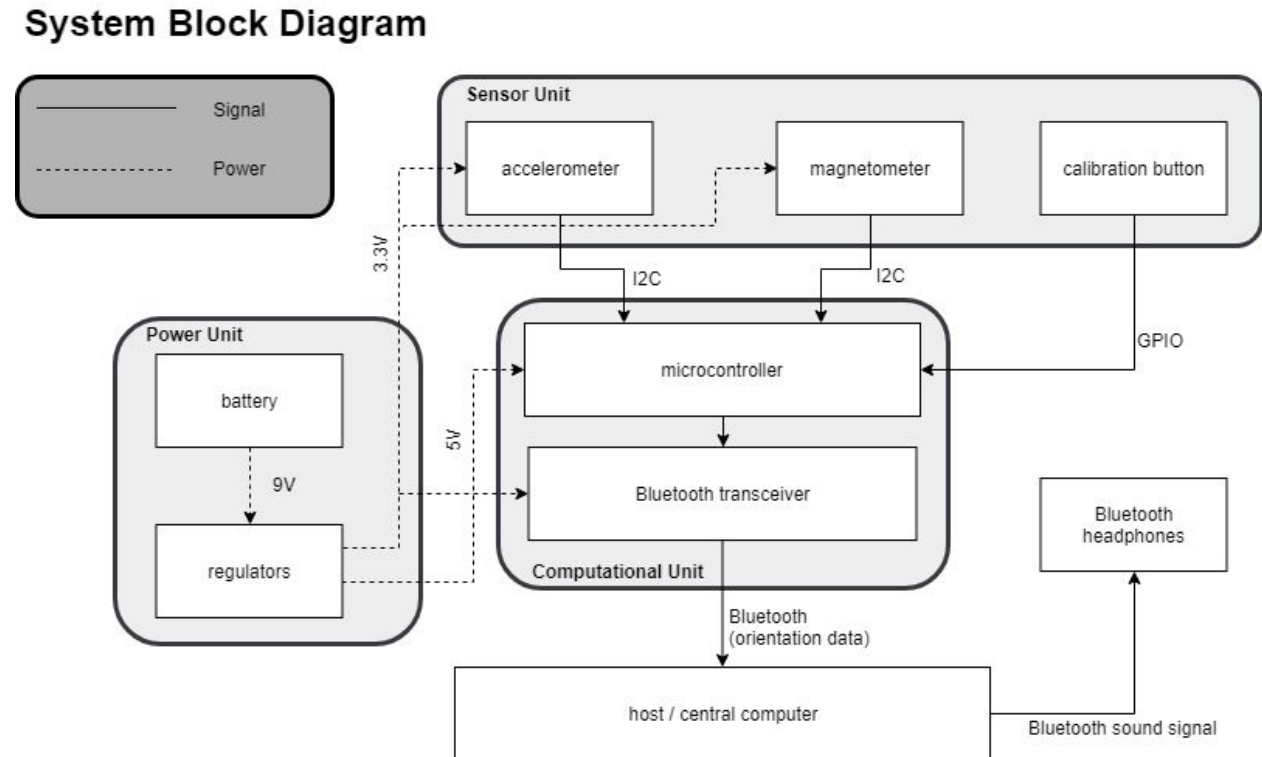 System Block Diagram
Signal
Power
Sensor Unit
accelerometer
magnetometer
calibration button
3.3V
I2C
I2C
GPIO
Power Unit
battery
9V
regulators
5V
microcontroller
Bluetooth transceiver
Computational Unit
Bluetooth
headphones
Bluetooth
(orientation data)
host / central computer
Bluetooth sound signal